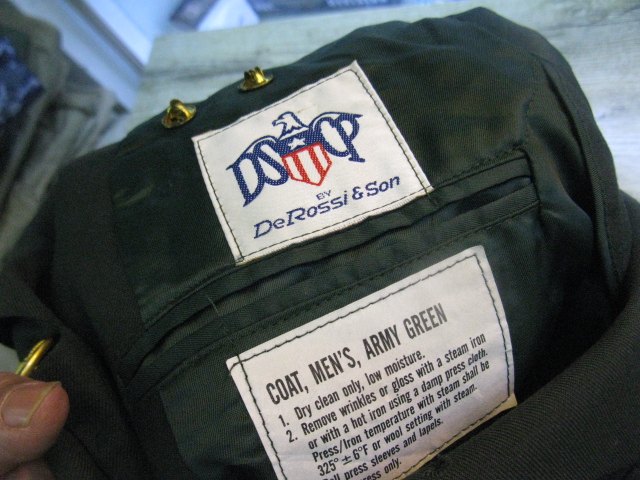 DSCP
BY
DeRossi & Son
COAT, MEN'S, ARMY GREEN
1. Dry clean only, low moisture.
2. Remove wrinkles or gloss with a steam iron
or with a hot iron using a damp press cloth.
Press/Iron temperature with steam shall be
325° ± 6°F or wool setting with steam.
press sleeves and lapels.
only.